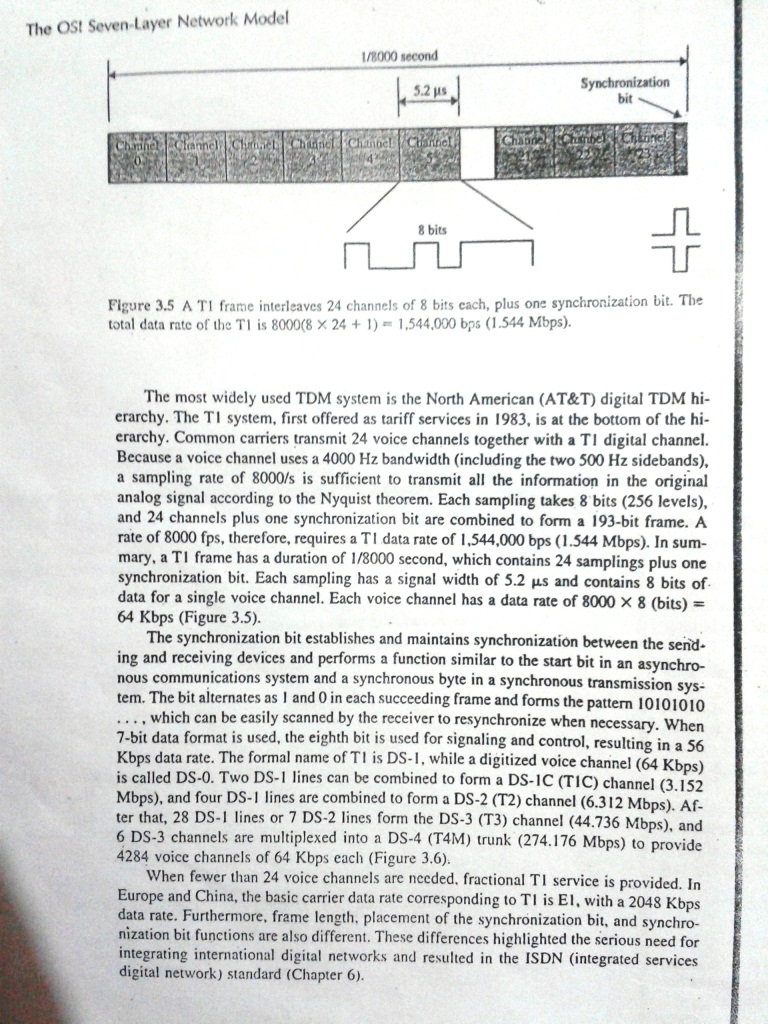 The OSI Seven-Layer Network Model
1/8000 second
5.2 µs
Synchronization
bit
Channel Channel Channel Channel Channel Channel Channel Channel Channel
8 bits
Figure 3.5 A T1 frame interleaves 24 channels of 8 bits each, plus one synchronization bit. The
total data rate of the T1 is 8000(8 × 24 + 1) = 1,544,000 bps (1.544 Mbps).
The most widely used TDM system is the North American (AT&T) digital TDM hi-
erarchy. The T1 system, first offered as tariff services in 1983, is at the bottom of the hi-
erarchy. Common carriers transmit 24 voice channels together with a T1 digital channel.
Because a voice channel uses a 4000 Hz bandwidth (including the two 500 Hz sidebands),
a sampling rate of 8000/s is sufficient to transmit all the information in the original
analog signal according to the Nyquist theorem. Each sampling takes 8 bits (256 levels),
and 24 channels plus one synchronization bit are combined to form a 193-bit frame. A
rate of 8000 fps, therefore, requires a T1 data rate of 1,544,000 bps (1.544 Mbps). In sum-
mary, a T1 frame has a duration of 1/8000 second, which contains 24 samplings plus one
synchronization bit. Each sampling has a signal width of 5.2 µs and contains 8 bits of
data for a single voice channel. Each voice channel has a data rate of 8000 × 8 (bits) =
64 Kbps (Figure 3.5).
The synchronization bit establishes and maintains synchronization between the send-
ing and receiving devices and performs a function similar to the start bit in an asynchro-
nous communications system and a synchronous byte in a synchronous transmission sys-
tem. The bit alternates as 1 and 0 in each succeeding frame and forms the pattern 10101010
. . . , which can be easily scanned by the receiver to resynchronize when necessary. When
7-bit data format is used, the eighth bit is used for signaling and control, resulting in a 56
Kbps data rate. The formal name of T1 is DS-1, while a digitized voice channel (64 Kbps)
is called DS-0. Two DS-1 lines can be combined to form a DS-1C (T1C) channel (3.152
Mbps), and four DS-1 lines are combined to form a DS-2 (T2) channel (6.312 Mbps). Af-
ter that, 28 DS-1 lines or 7 DS-2 lines form the DS-3 (T3) channel (44.736 Mbps), and
6 DS-3 channels are multiplexed into a DS-4 (T4M) trunk (274.176 Mbps) to provide
4284 voice channels of 64 Kbps each (Figure 3.6).
When fewer than 24 voice channels are needed, fractional T1 service is provided. In
Europe and China, the basic carrier data rate corresponding to T1 is E1, with a 2048 Kbps
data rate. Furthermore, frame length, placement of the synchronization bit, and synchro-
nization bit functions are also different. These differences highlighted the serious need for
integrating international digital networks and resulted in the ISDN (integrated services
digital network) standard (Chapter 6).